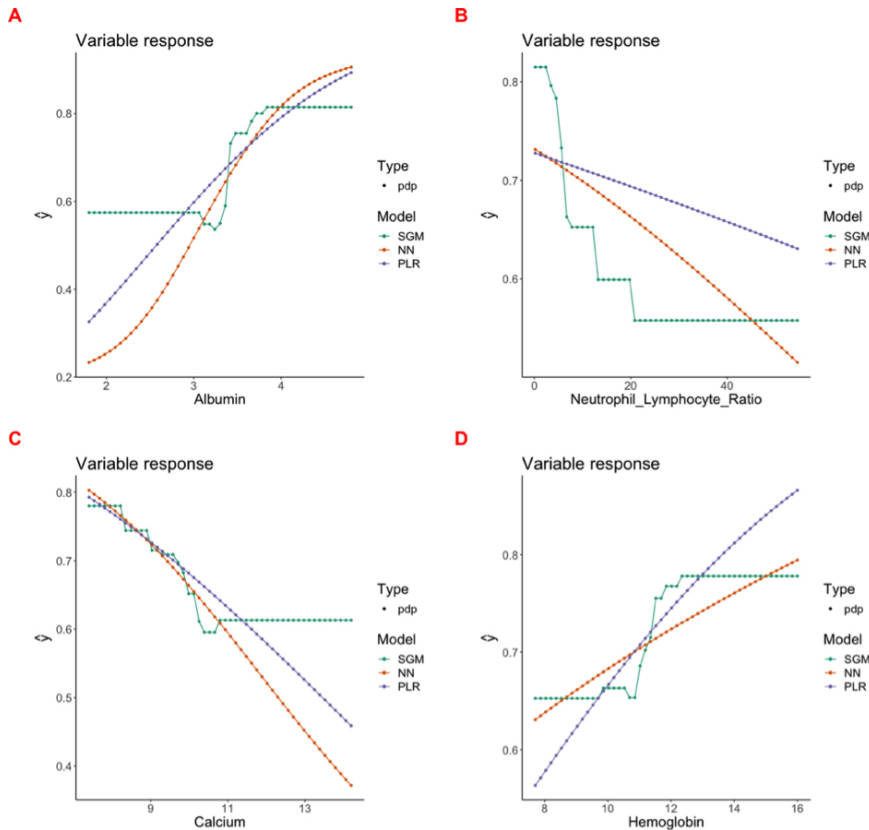 A
Variable response
0.8
0.6
0.4
0.2
ŷ
2 3 4
Albumin
Type
pdp
Model
SGM
NN
PLR
B
Variable response
0.8
0.7
0.6
ŷ
0 20 40
Neutrophil_Lymphocyte_Ratio
Type
pdp
Model
SGM
NN
PLR
C
Variable response
0.8
0.7
0.6
0.5
0.4
ŷ
9 11 13
Calcium
Type
pdp
Model
SGM
NN
PLR
D
Variable response
0.8
0.7
0.6
ŷ
8 10 12 14 16
Hemoglobin
Type
pdp
Model
SGM
NN
PLR